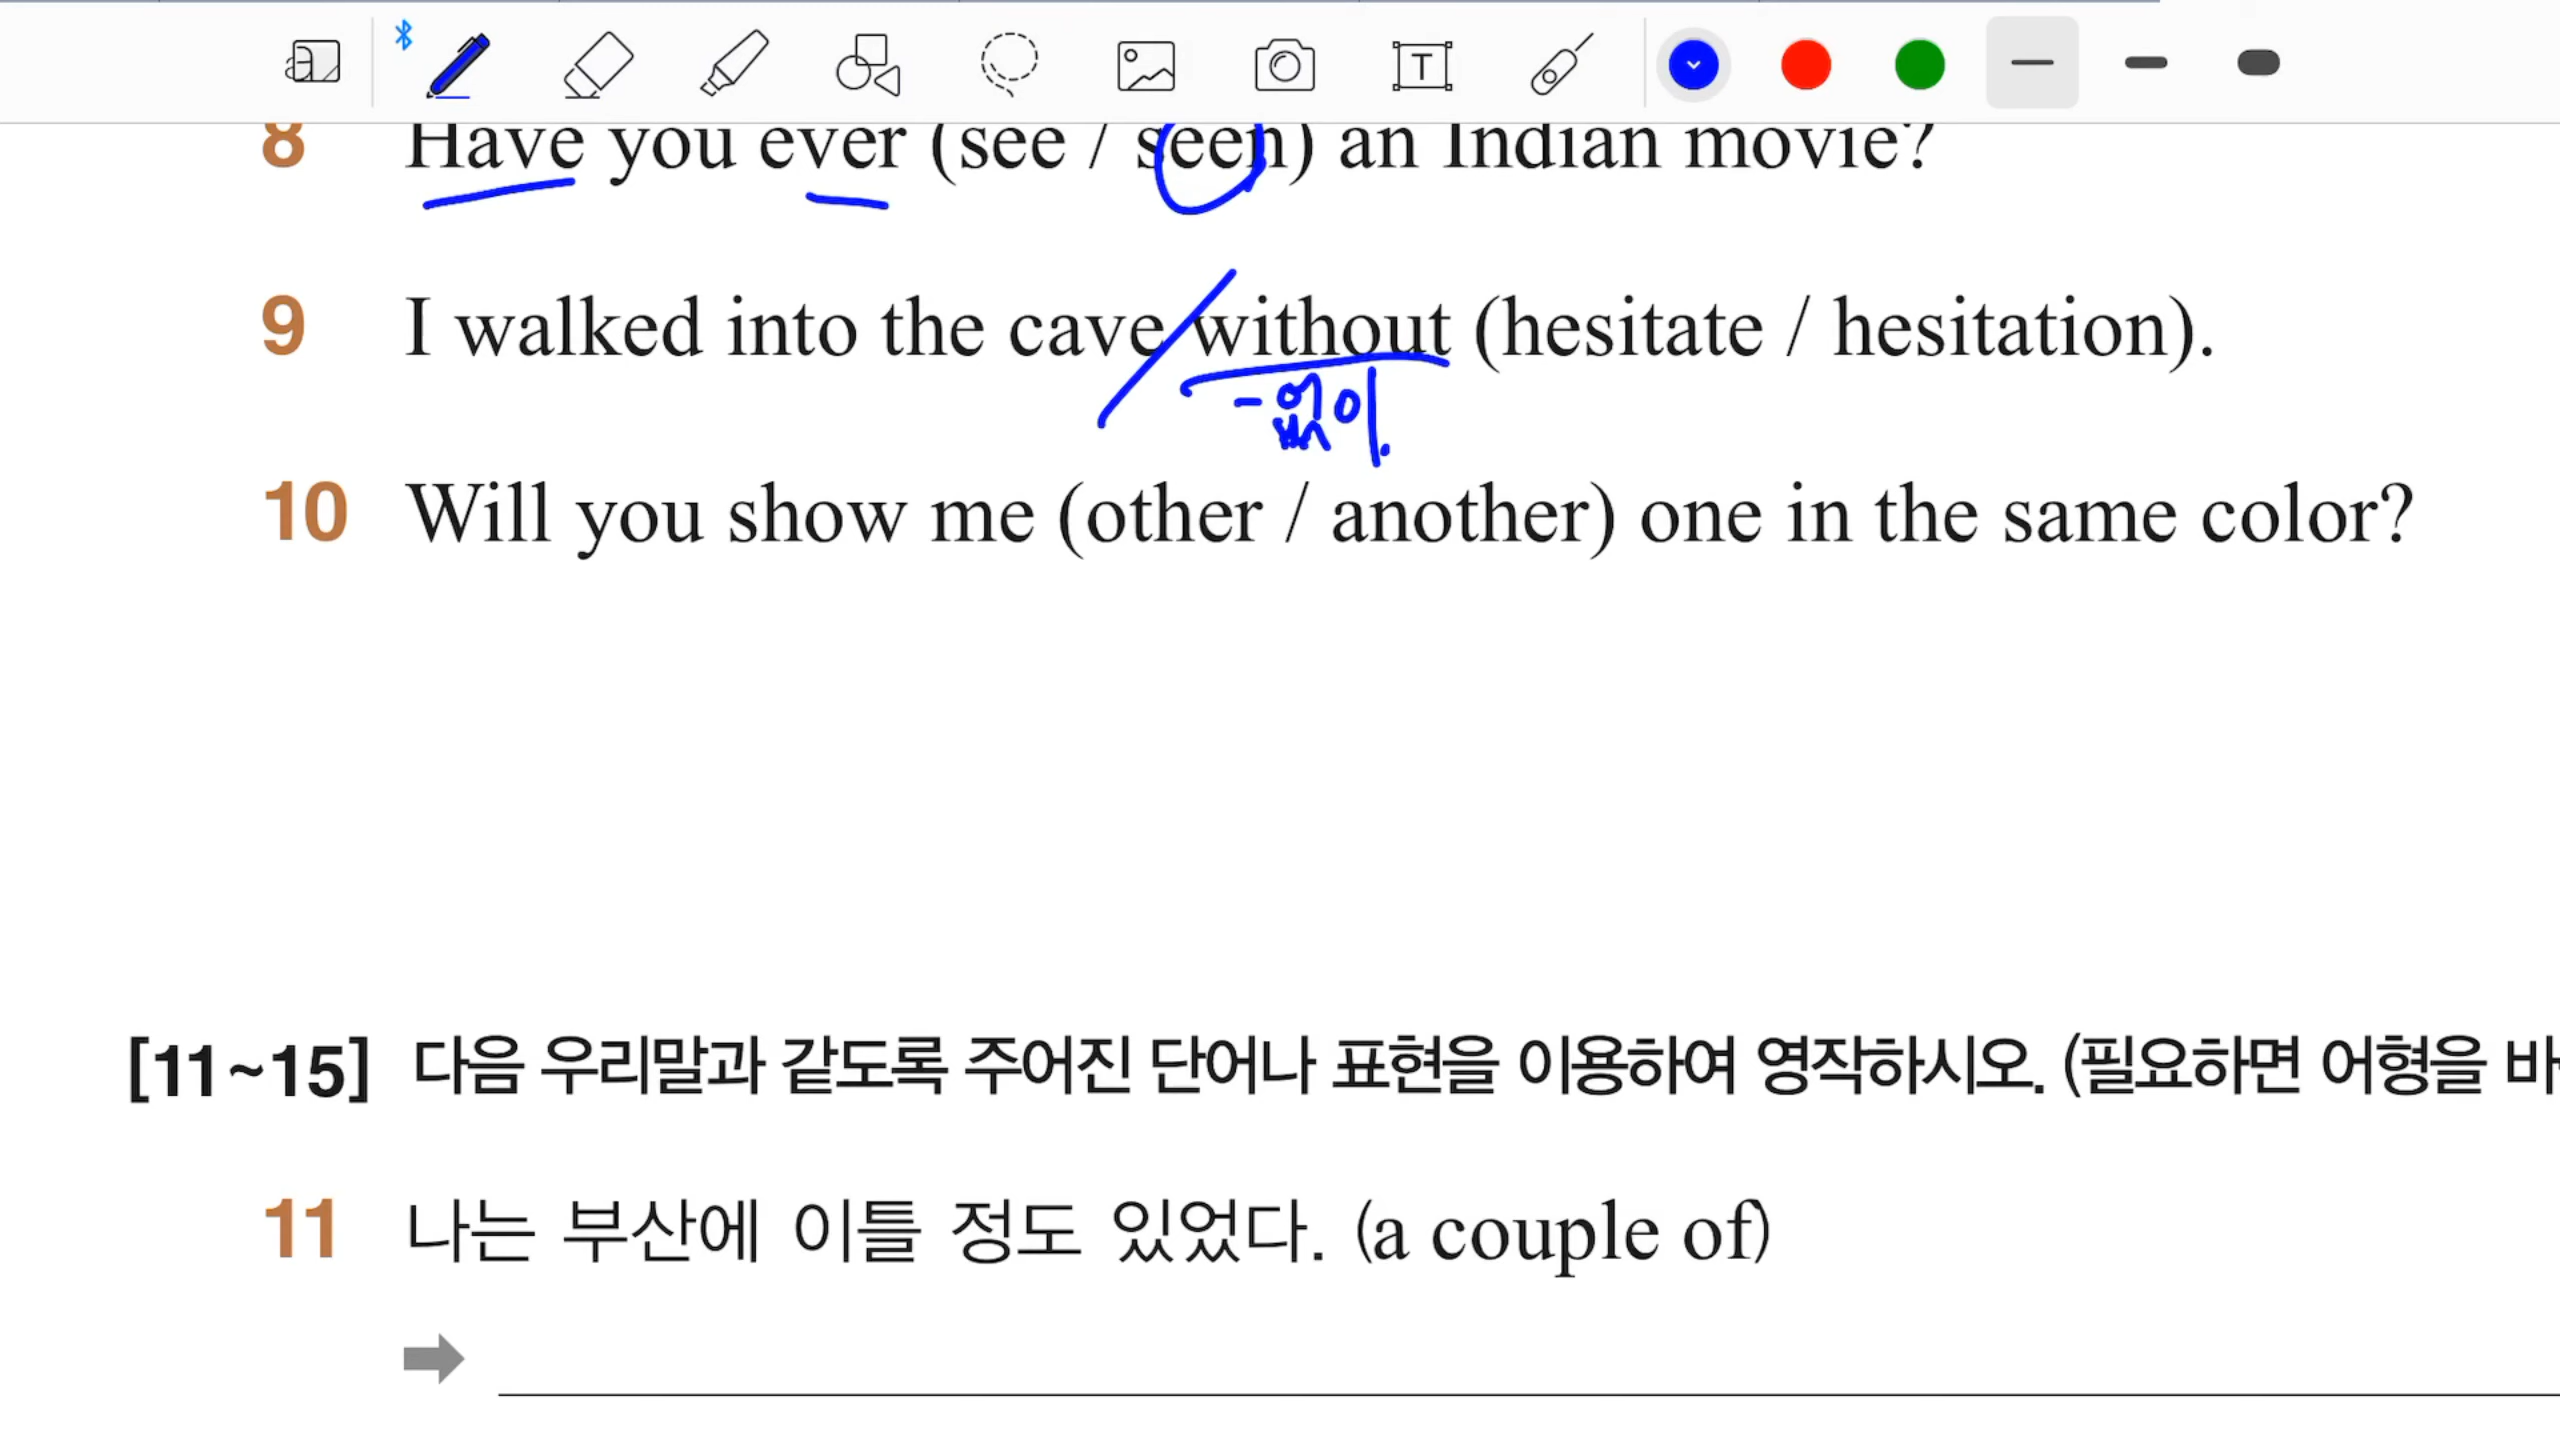 8 Have you ever (see / seen) an Indian movie?
9 I walked into the cave without (hesitate / hesitation).
-없이.
10 Will you show me (other / another) one in the same color?
[11~15] 다음 우리말과 같도록 주어진 단어나 표현을 이용하여 영작하시오. (필요하면 어형을 바
11 나는 부산에 이틀 정도 있었다. (a couple of)